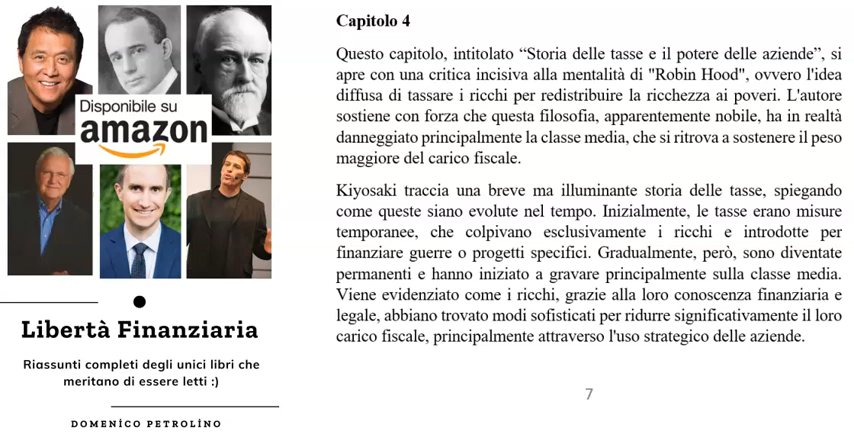 Disponibile su
amazon
Libertà Finanziaria
Riassunti completi degli unici libri che
meritano di essere letti :)
DOMENİCO PETROLİNO
Capitolo 4
Questo capitolo, intitolato “Storia delle tasse e il potere delle aziende”, si
apre con una critica incisiva alla mentalità di "Robin Hood", ovvero l'idea
diffusa di tassare i ricchi per redistribuire la ricchezza ai poveri. L'autore
sostiene con forza che questa filosofia, apparentemente nobile, ha in realtà
danneggiato principalmente la classe media, che si ritrova a sostenere il peso
maggiore del carico fiscale.
Kiyosaki traccia una breve ma illuminante storia delle tasse, spiegando
come queste siano evolute nel tempo. Inizialmente, le tasse erano misure
temporanee, che colpivano esclusivamente i ricchi e introdotte per
finanziare guerre o progetti specifici. Gradualmente, però, sono diventate
permanenti e hanno iniziato a gravare principalmente sulla classe media.
Viene evidenziato come i ricchi, grazie alla loro conoscenza finanziaria e
legale, abbiano trovato modi sofisticati per ridurre significativamente il loro
carico fiscale, principalmente attraverso l'uso strategico delle aziende.
7